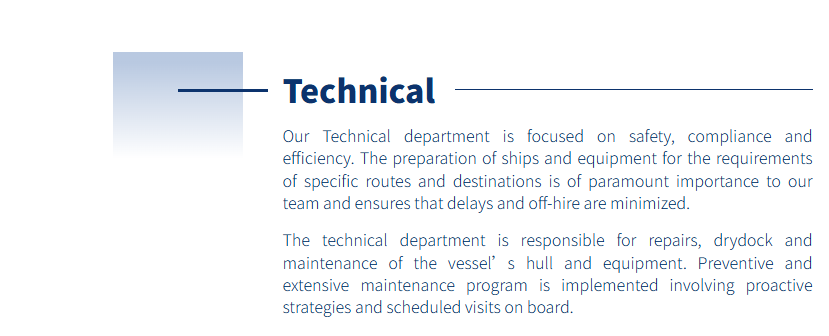 Technical
Our Technical department is focused on safety, compliance and
efficiency. The preparation of ships and equipment for the requirements
of specific routes and destinations is of paramount importance to our
team and ensures that delays and off-hire are minimized.
The technical department is responsible for repairs, drydock and
maintenance of the vessel’s hull and equipment. Preventive and
extensive maintenance program is implemented involving proactive
strategies and scheduled visits on board.